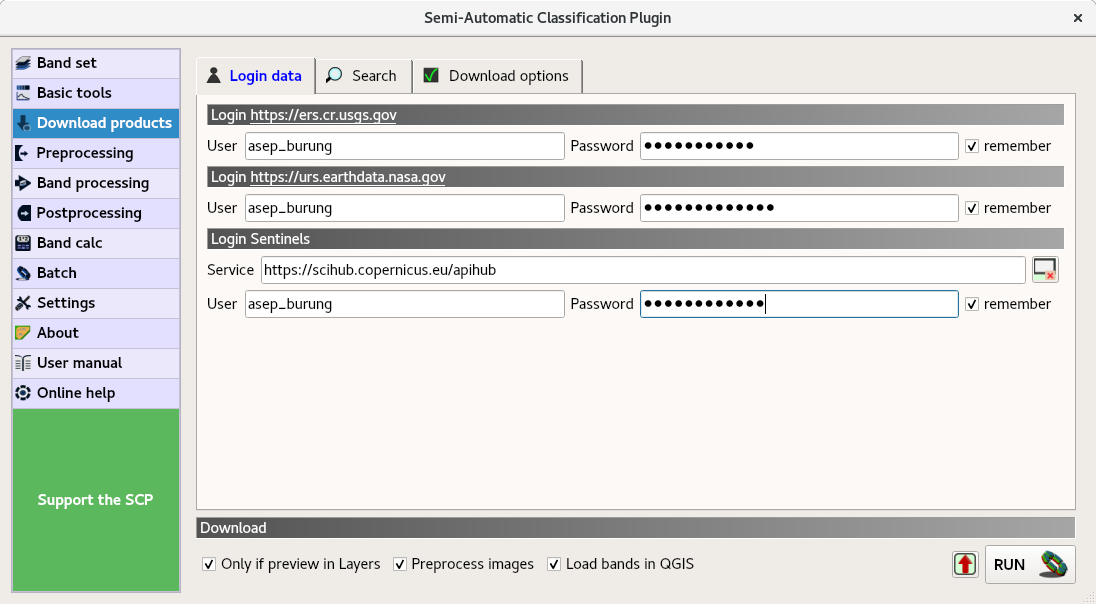 Semi-Automatic Classification Plugin
Band set
Basic tools
Download products
Preprocessing
Band processing
Postprocessing
Band calc
Batch
Settings
About
User manual
Online help
Support the SCP
Login data Search Download options
Login https://ers.cr.usgs.gov
User asep_burung Password ●●●●●●●●●●● remember
Login https://urs.earthdata.nasa.gov
User asep_burung Password ●●●●●●●●●●●●● remember
Login Sentinels
Service https://scihub.copernicus.eu/apihub
User asep_burung Password ●●●●●●●●●●●● remember
Download
Only if preview in Layers Preprocess images Load bands in QGIS RUN